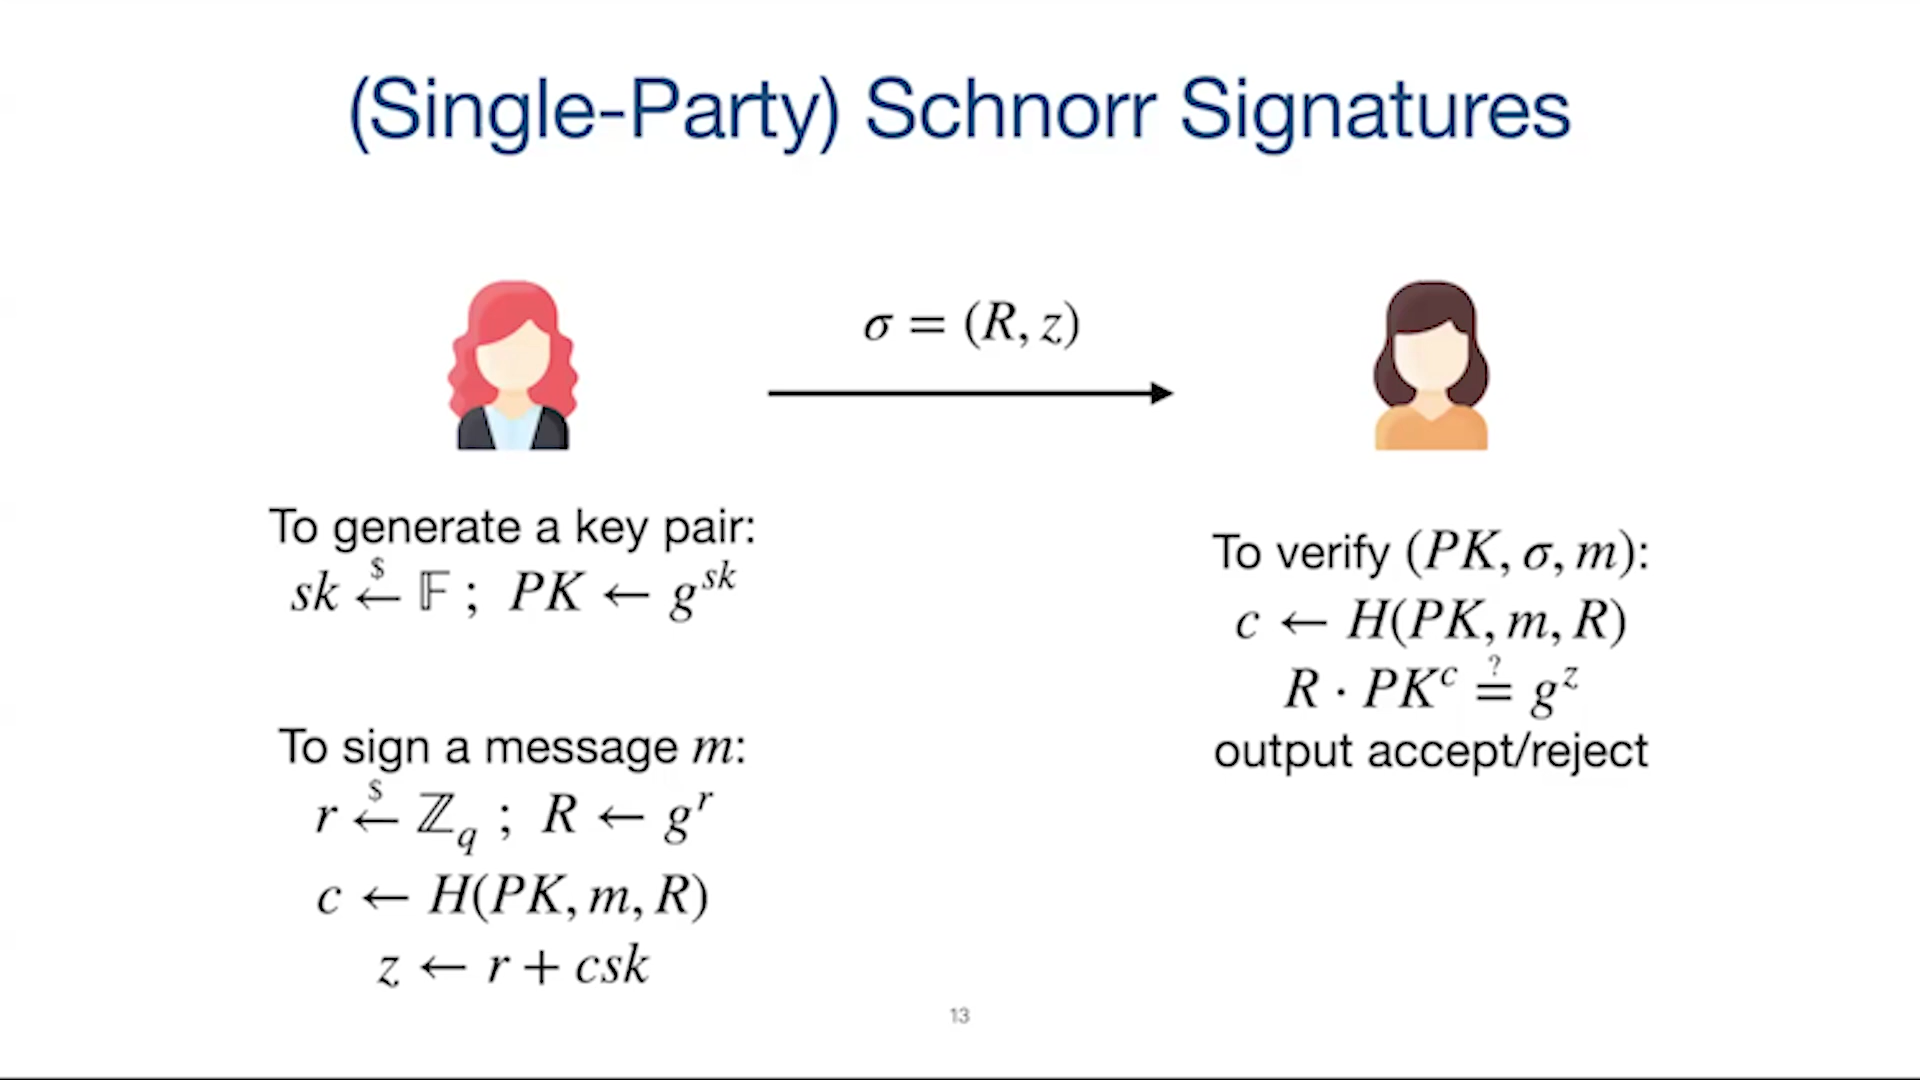 (Single-Party) Schnorr Signatures
σ = (R, z)
To generate a key pair:
sk ←$ 𝔽 ; PK ← g^sk
To sign a message m:
r ←$ ℤ_q ; R ← g^r
c ← H(PK, m, R)
z ← r + csk
To verify (PK, σ, m):
c ← H(PK, m, R)
R · PK^c ≟ g^z
output accept/reject
13